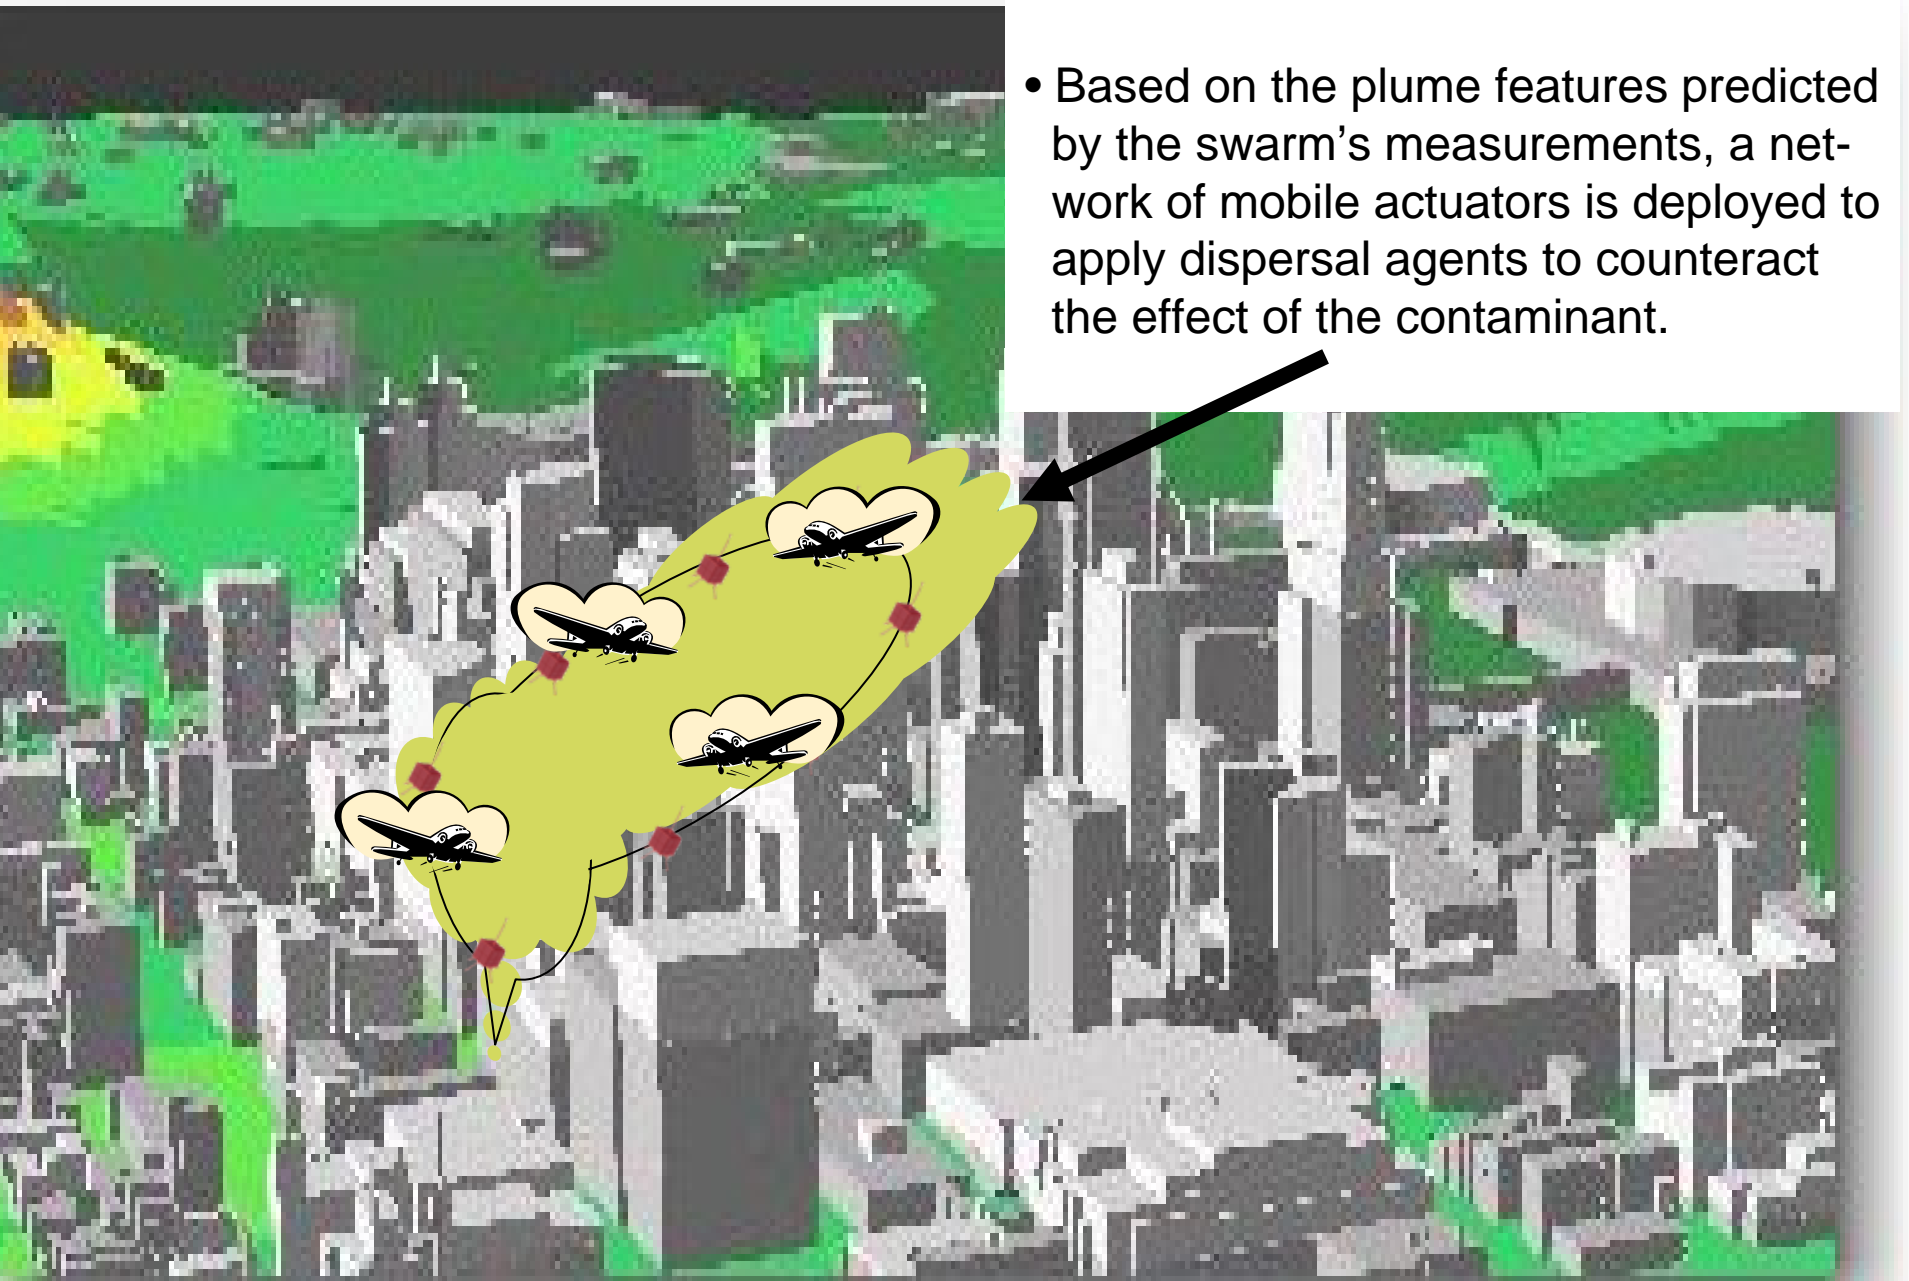 • Based on the plume features predicted
by the swarm’s measurements, a net-
work of mobile actuators is deployed to
apply dispersal agents to counteract
the effect of the contaminant.